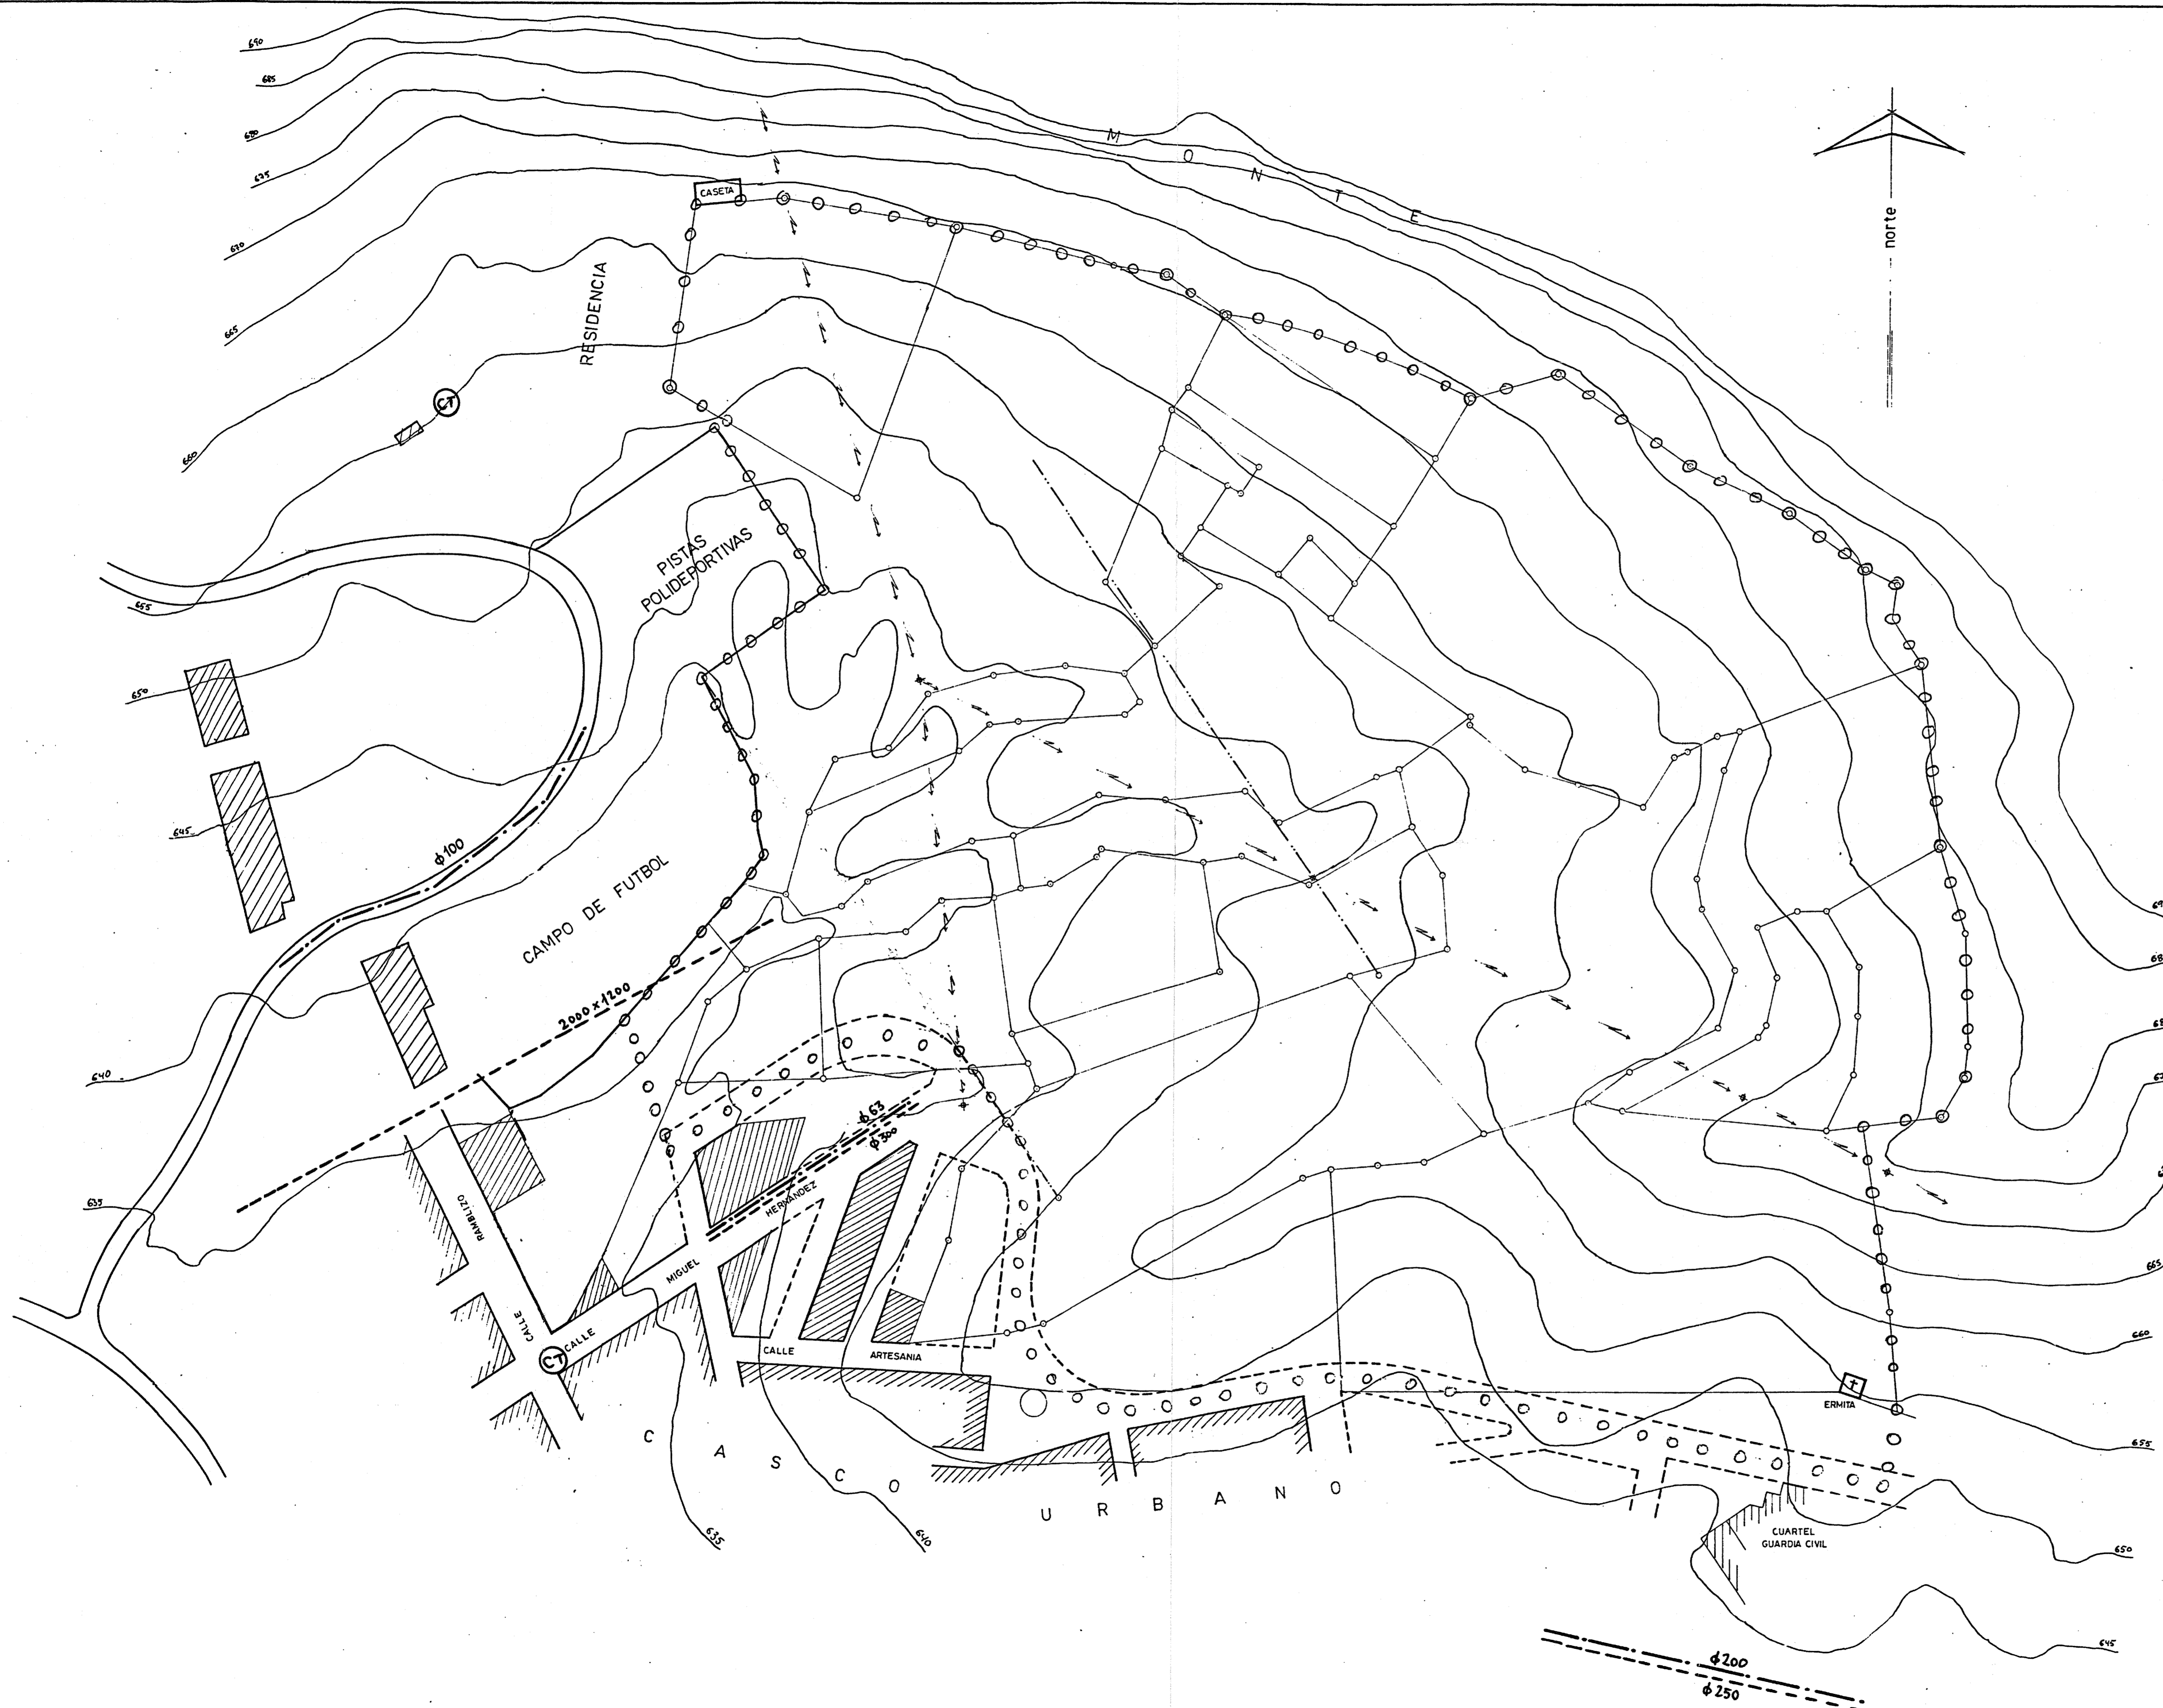 690
685
680
675
670
665
660
655
650
645
640
635
M O N T E
norte
CASETA
RESIDENCIA
CT
PISTAS
POLIDEPORTIVAS
ϕ100
CAMPO DE FUTBOL
2000 x 1200
ϕ63
ϕ300
HERNANDEZ
MIGUEL
CALLE
RAMBLIZO
CALLE
CT
CALLE
ARTESANIA
C A S C O
U R B A N O
635
640
ERMITA
CUARTEL
GUARDIA CIVIL
665
660
655
650
645
ϕ200
ϕ250